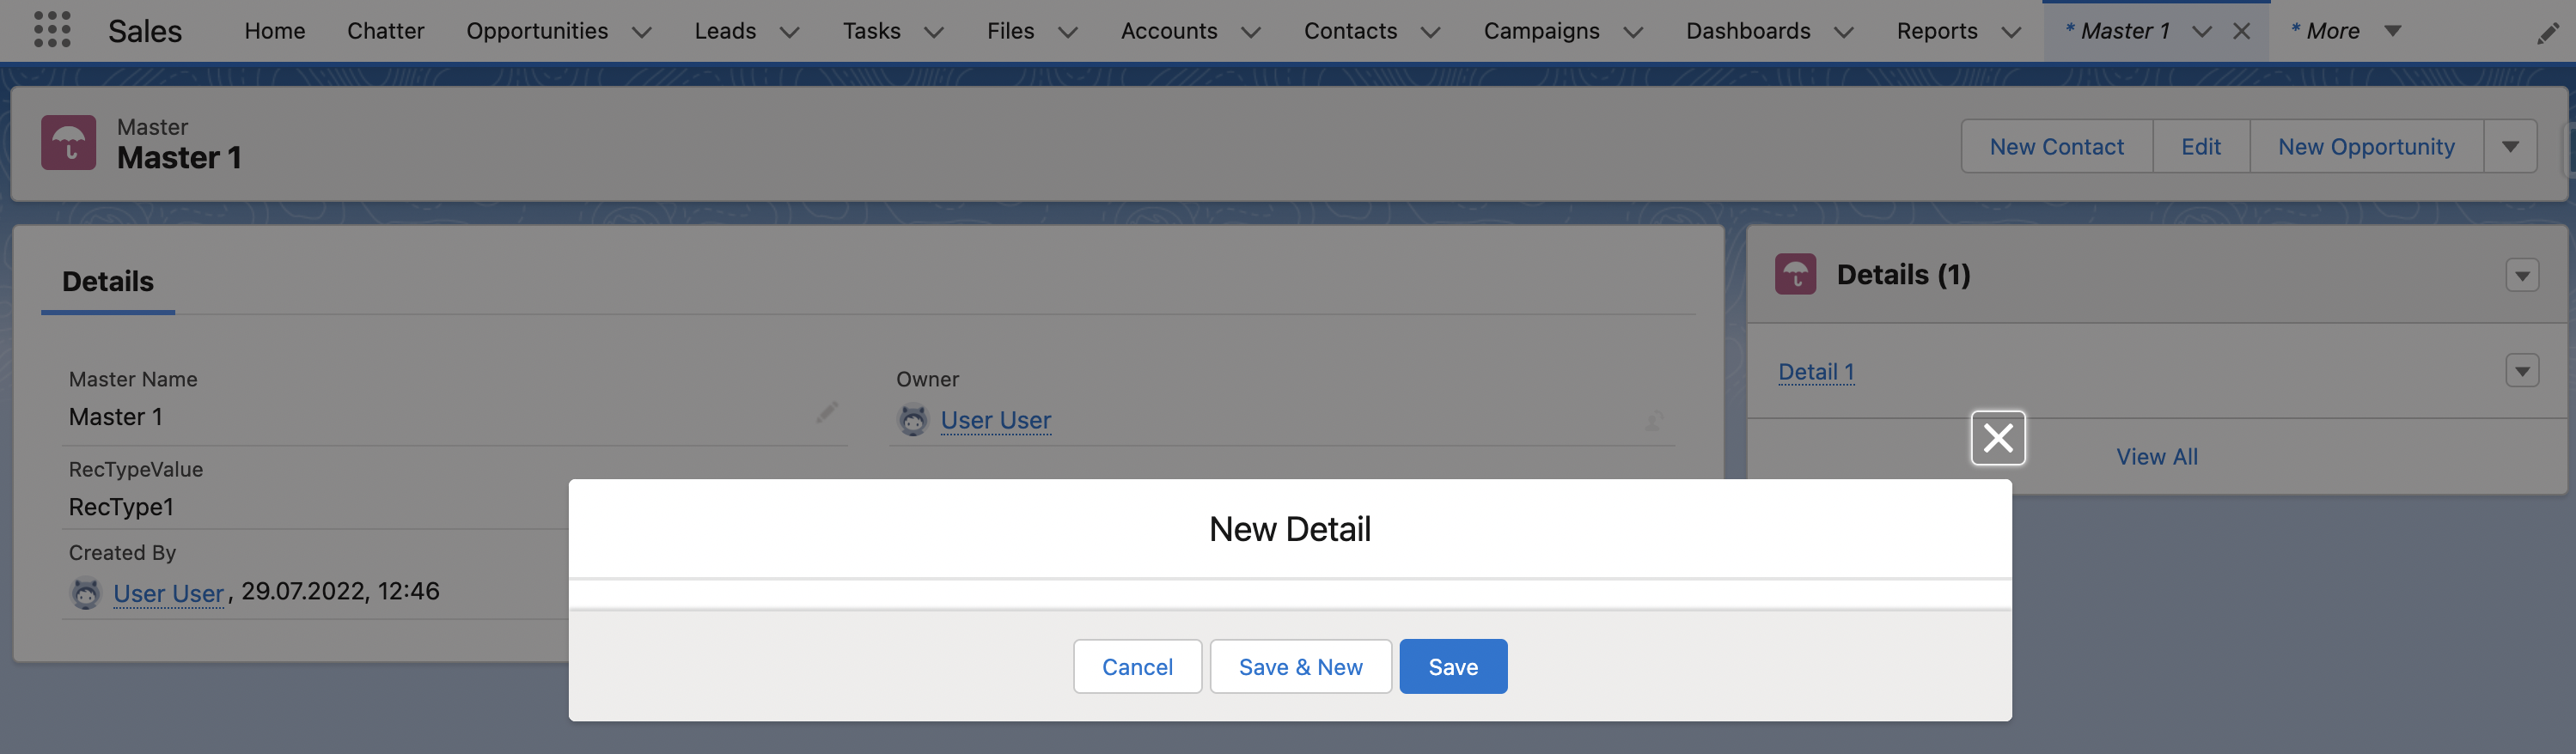 Sales Home Chatter Opportunities Leads Tasks Files Accounts Contacts Campaigns Dashboards Reports * Master 1 * More
Master
Master 1
New Contact Edit New Opportunity
Details
Master Name
Master 1
Owner
User User
RecTypeValue
RecType1
Created By
User User , 29.07.2022, 12:46
Details (1)
Detail 1
View All
New Detail
Cancel Save & New Save